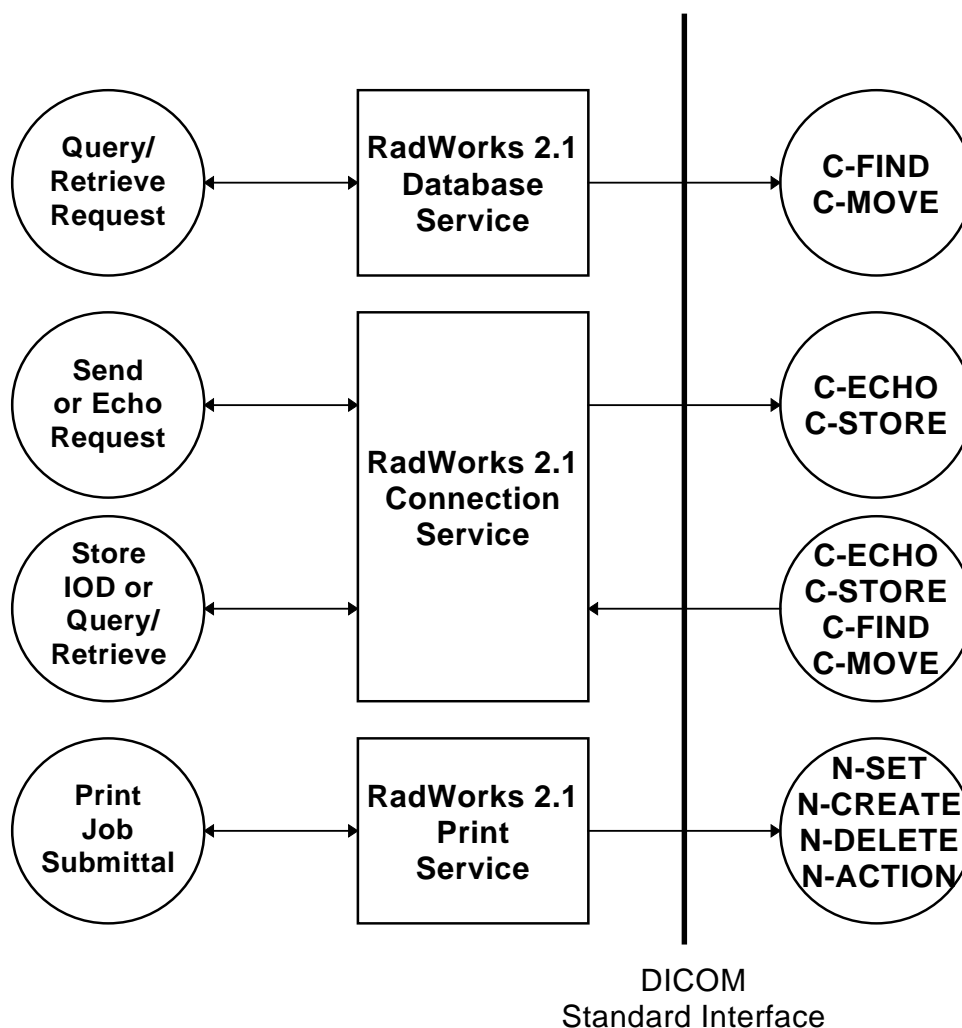 Query/
Retrieve
Request
RadWorks 2.1
Database
Service
C-FIND
C-MOVE
Send
or Echo
Request
RadWorks 2.1
Connection
Service
C-ECHO
C-STORE
Store
IOD or
Query/
Retrieve
C-ECHO
C-STORE
C-FIND
C-MOVE
Print
Job
Submittal
RadWorks 2.1
Print
Service
N-SET
N-CREATE
N-DELETE
N-ACTION
DICOM
Standard Interface